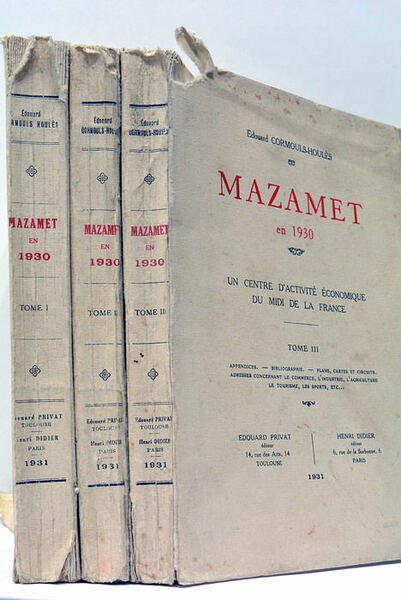 Edouard
CORMOULS HOULÈS
MAZAMET
EN
1930
TOME I
Edouard PRIVAT
TOULOUSE
Henri DIDIER
PARIS
1931
Edouard
CORMOULS-HOULÈS
MAZAMET
EN
1930
TOME II
Edouard PRIVAT
TOULOUSE
Henri DIDIER
PARIS
1931
Edouard
CORMOULS-HOULÈS
MAZAMET
EN
1930
TOME III
Edouard PRIVAT
TOULOUSE
Henri DIDIER
PARIS
1931
Edouard CORMOULS-HOULÈS
MAZAMET
en 1930
UN CENTRE D'ACTIVITÉ ÉCONOMIQUE
DU MIDI DE LA FRANCE
TOME III
APPENDICES. — BIBLIOGRAPHIE. — PLANS, CARTES ET CIRCUITS.
ADRESSES CONCERNANT LE COMMERCE, L'INDUSTRIE, L'AGRICULTURE
LE TOURISME, LES SPORTS, ETC...
EDOUARD PRIVAT
éditeur
14, rue des Arts, 14
TOULOUSE
HENRI DIDIER
éditeur
6, rue de la Sorbonne, 6
PARIS
1931